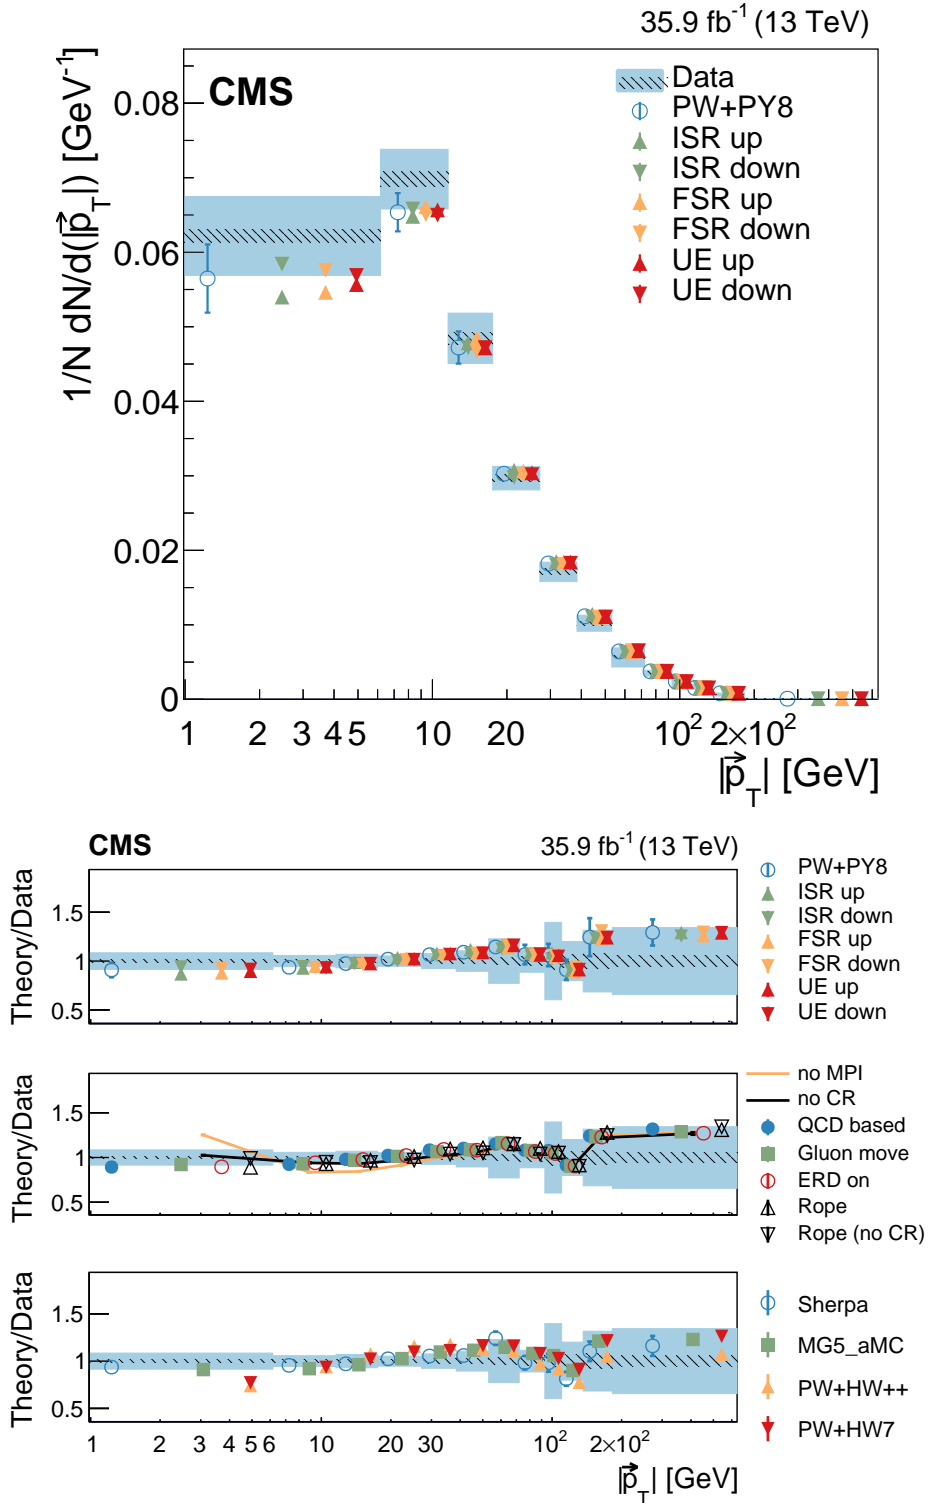 35.9 fb⁻¹ (13 TeV)
CMS
1/N dN/d(|p⃗_T|) [GeV⁻¹]
Data
PW+PY8
ISR up
ISR down
FSR up
FSR down
UE up
UE down
0.08
0.06
0.04
0.02
0
1 2 3 4 5 10 20 10² 2×10²
|p⃗_T| [GeV]
CMS 35.9 fb⁻¹ (13 TeV)
Theory/Data
1.5
1
0.5
PW+PY8
ISR up
ISR down
FSR up
FSR down
UE up
UE down
Theory/Data
1.5
1
0.5
no MPI
no CR
QCD based
Gluon move
ERD on
Rope
Rope (no CR)
Theory/Data
1.5
1
0.5
Sherpa
MG5_aMC
PW+HW++
PW+HW7
1 2 3 4 5 6 10 20 30 10² 2×10²
|p⃗_T| [GeV]